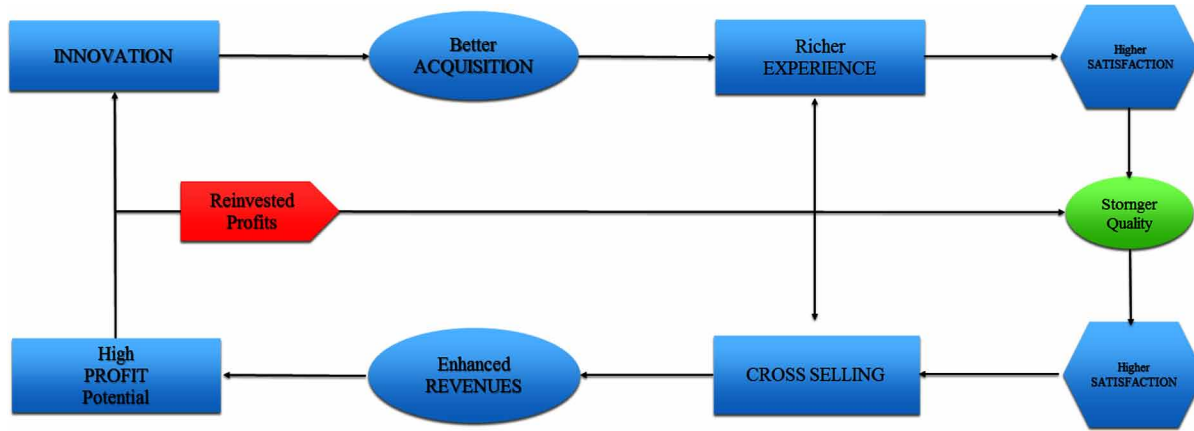 INNOVATION
Better
ACQUISITION
Richer
EXPERIENCE
Higher
SATISFACTION
Reinvested
Profits
Stornger
Quality
High
PROFIT
Potential
Enhanced
REVENUES
CROSS SELLING
Higher
SATISFACTION